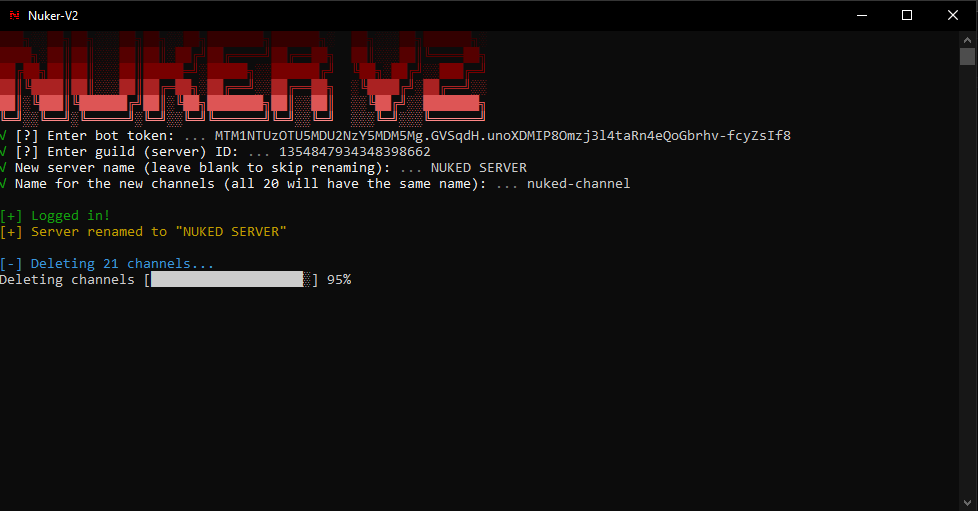 Nuker-V2
NUKER V2
√ [?] Enter bot token: ... MTM1NTUzOTU5MDU2NzY5MDM5Mg.GVSqdH.unoXDMIP8Omzj3l4taRn4eQoGbrhv-fcyZsIf8
√ [?] Enter guild (server) ID: ... 1354847934348398662
√ New server name (leave blank to skip renaming): ... NUKED SERVER
√ Name for the new channels (all 20 will have the same name): ... nuked-channel
[+] Logged in!
[+] Server renamed to "NUKED SERVER"
[-] Deleting 21 channels...
Deleting channels [███████████████████░] 95%